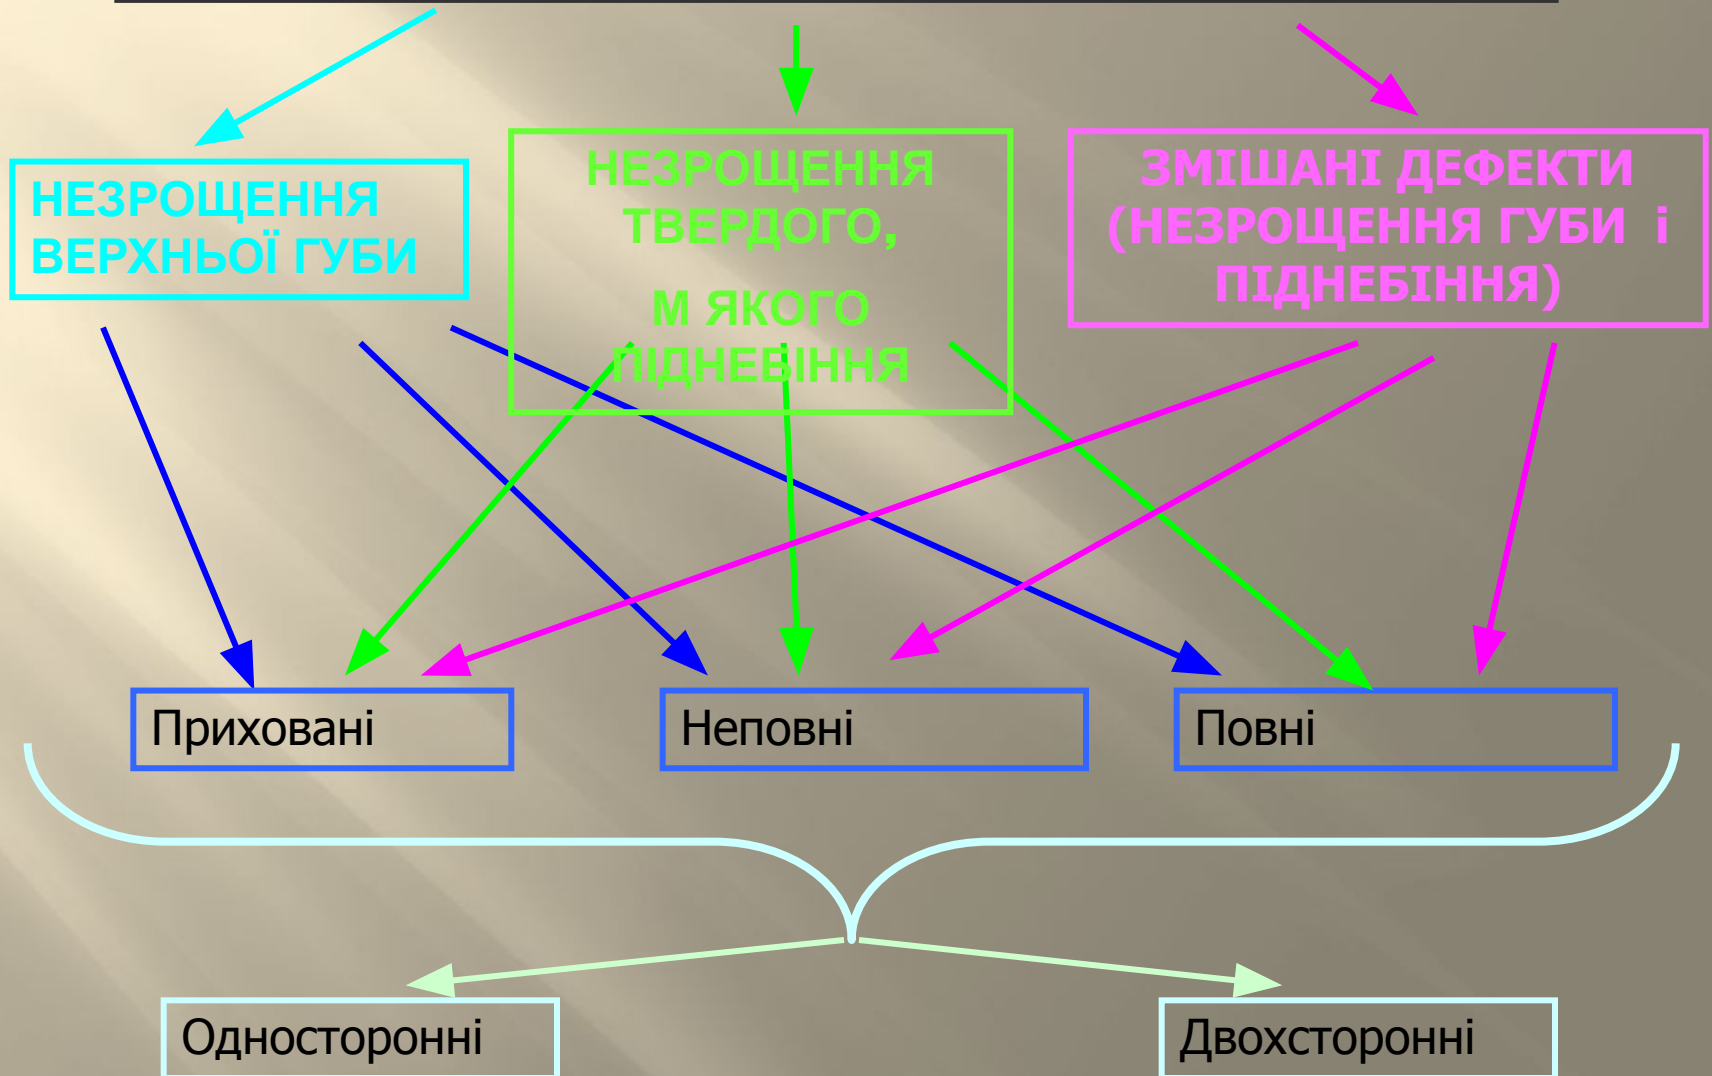 НЕЗРОЩЕННЯ
ВЕРХНЬОЇ ГУБИ
НЕЗРОЩЕННЯ
ТВЕРДОГО,
М ЯКОГО
ПІДНЕБІННЯ
ЗМІШАНІ ДЕФЕКТИ
(НЕЗРОЩЕННЯ ГУБИ і
ПІДНЕБІННЯ)
Приховані
Неповні
Повні
Односторонні
Двохсторонні